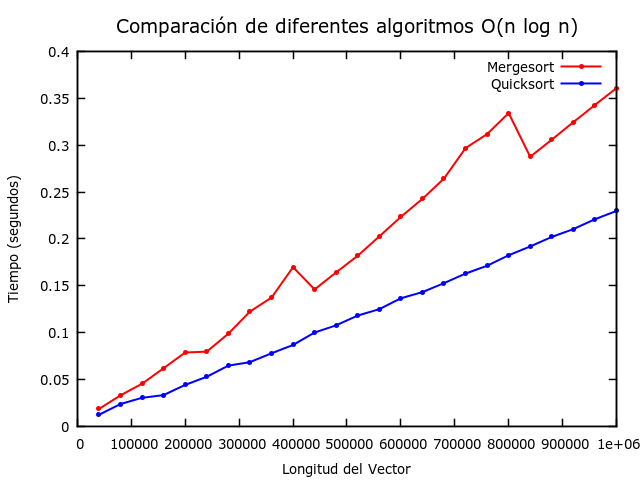 Comparación de diferentes algoritmos O(n log n)
Mergesort
Quicksort
0.4
0.35
0.3
0.25
0.2
0.15
0.1
0.05
0
Tiempo (segundos)
0 100000 200000 300000 400000 500000 600000 700000 800000 900000 1e+06
Longitud del Vector